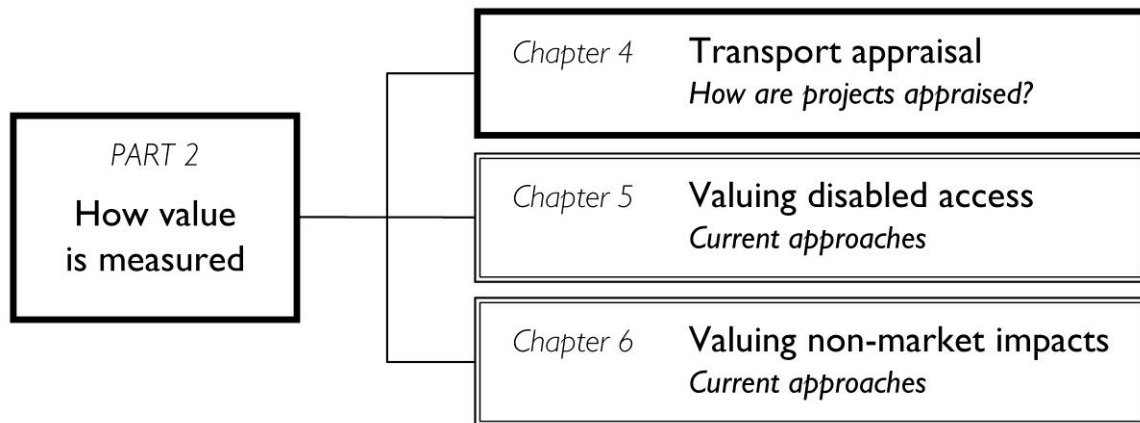 PART 2
How value
is measured
Chapter 4 Transport appraisal
How are projects appraised?
Chapter 5 Valuing disabled access
Current approaches
Chapter 6 Valuing non-market impacts
Current approaches